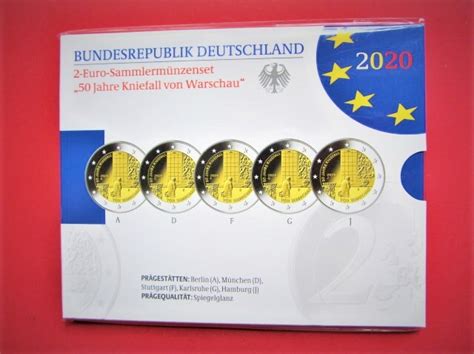 BUNDESREPUBLIK DEUTSCHLAND
2-Euro-Sammlermünzenset
„50 Jahre Kniefall von Warschau“
2020
A D F G J
PRÄGESTÄTTEN: Berlin (A), München (D),
Stuttgart (F), Karlsruhe (G), Hamburg (J)
PRÄGEQUALITÄT: Spiegelglanz
2